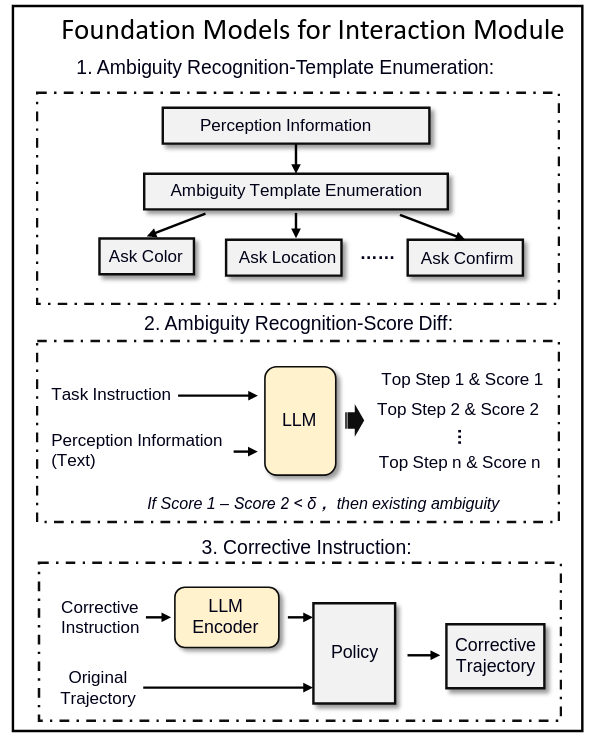 Foundation Models for Interaction Module
1. Ambiguity Recognition-Template Enumeration:
Perception Information
Ambiguity Template Enumeration
Ask Color
Ask Location
……
Ask Confirm
2. Ambiguity Recognition-Score Diff:
Task Instruction
Perception Information
(Text)
LLM
Top Step 1 & Score 1
Top Step 2 & Score 2
⋮
Top Step n & Score n
If Score 1 – Score 2 < δ， then existing ambiguity
3. Corrective Instruction:
Corrective
Instruction
LLM
Encoder
Original
Trajectory
Policy
Corrective
Trajectory